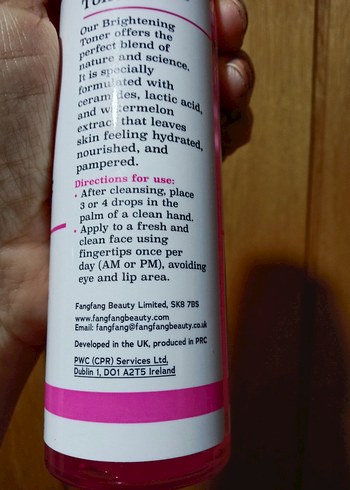 Our Brightening
Toner offers the
perfect blend of
nature and science.
It is specially
formulated with
ceramides, lactic acid,
and watermelon
extract that leaves
skin feeling hydrated,
nourished, and
pampered.
Directions for use:
• After cleansing, place
3 or 4 drops in the
palm of a clean hand.
• Apply to a fresh and
clean face using
fingertips once per
day (AM or PM), avoiding
eye and lip area.
Fangfang Beauty Limited, SK8 7BS
www.fangfangbeauty.com
Email: fangfang@fangfangbeauty.co.uk
Developed in the UK, produced in PRC
PWC (CPR) Services Ltd,
Dublin 1, DO1 A2T5 Ireland